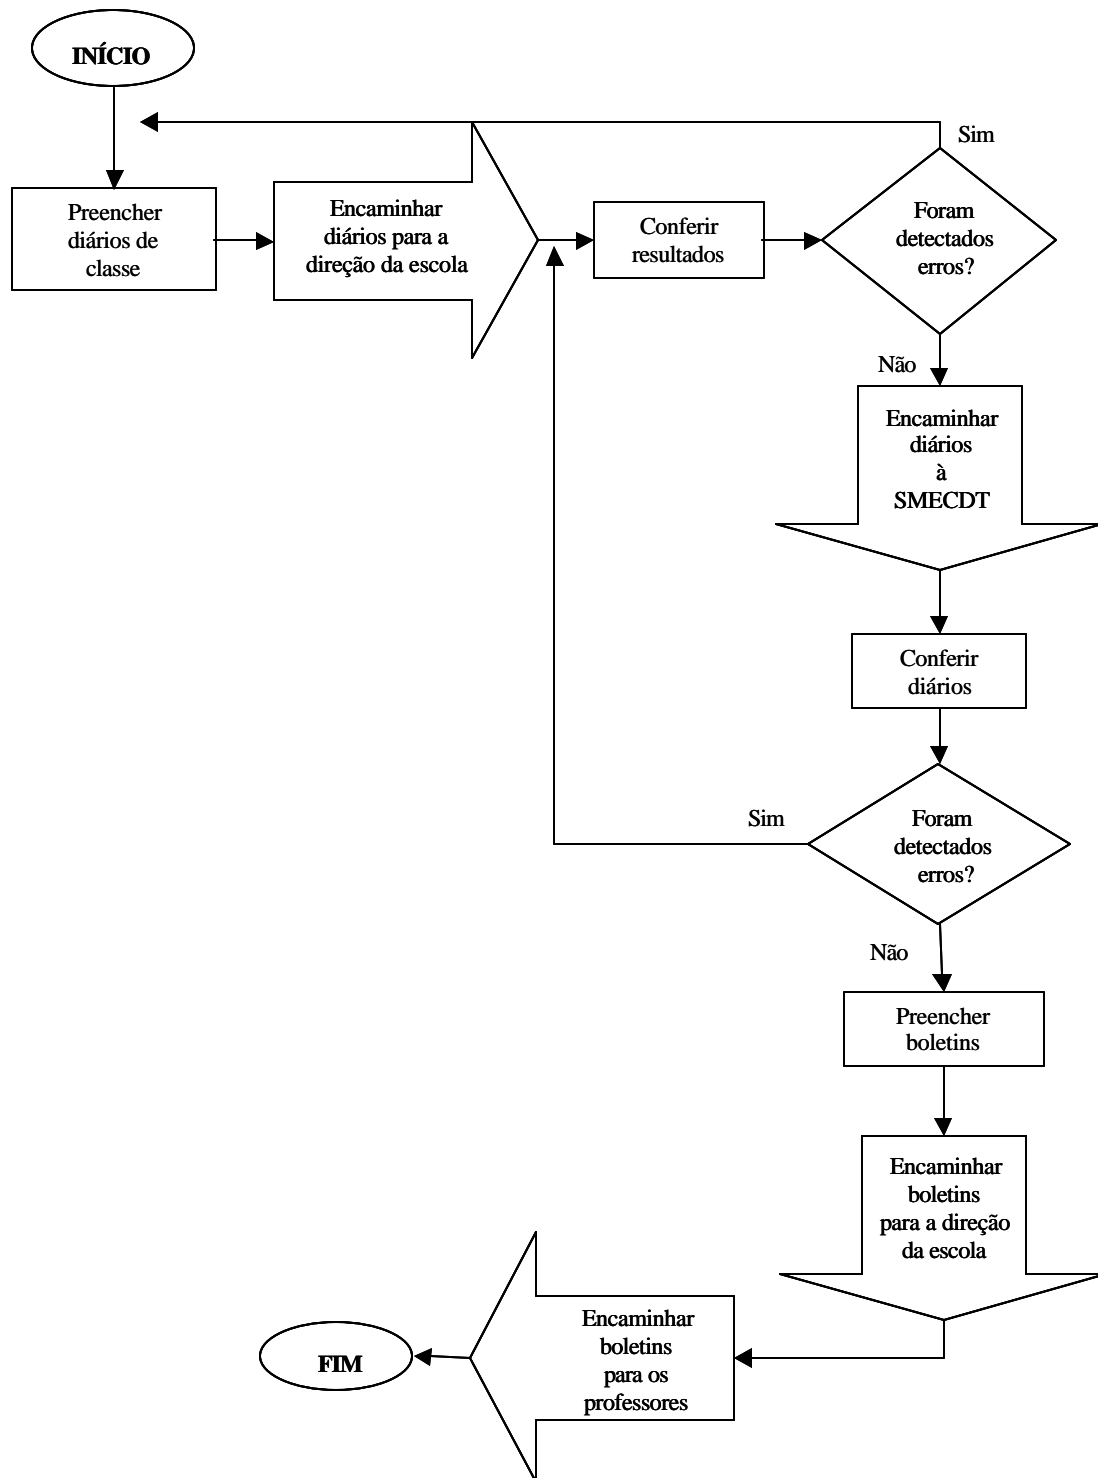 INÍCIO
Sim
Preencher
diários de
classe
Encaminhar
diários para a
direção da escola
Conferir
resultados
Foram
detectados
erros?
Não
Encaminhar
diários
à
SMECDT
Conferir
diários
Sim
Foram
detectados
erros?
Não
Preencher
boletins
Encaminhar
boletins
para a direção
da escola
Encaminhar
boletins
para os
professores
FIM